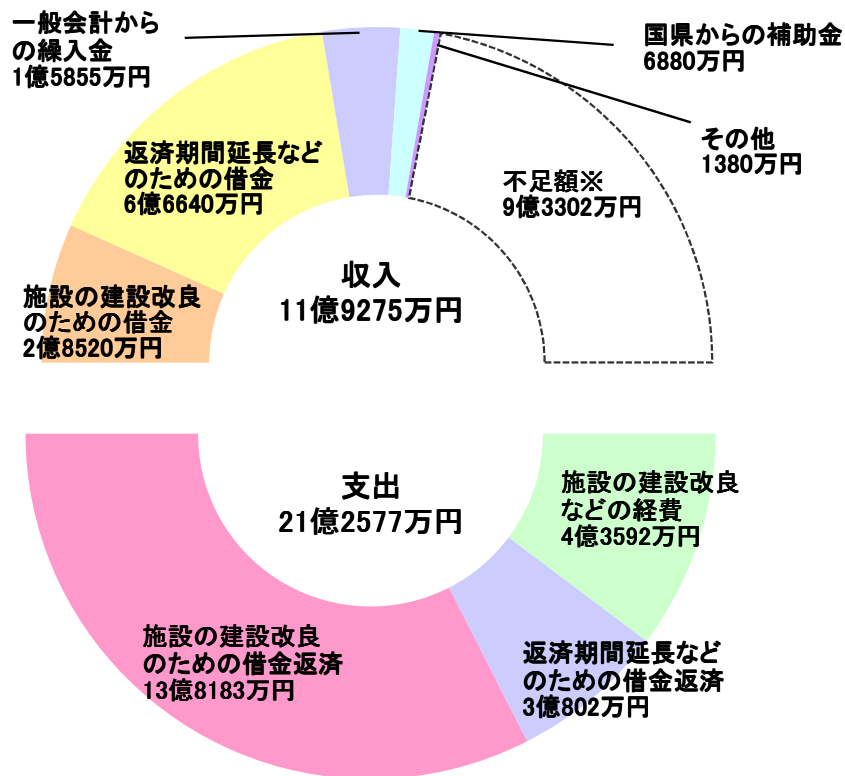 一般会計から
の繰入金
1億5855万円
国県からの補助金
6880万円
その他
1380万円
返済期間延長など
のための借金
6億6640万円
不足額※
9億3302万円
施設の建設改良
のための借金
2億8520万円
収入
11億9275万円
支出
21億2577万円
施設の建設改良
などの経費
4億3592万円
施設の建設改良
のための借金返済
13億8183万円
返済期間延長など
のための借金返済
3億802万円